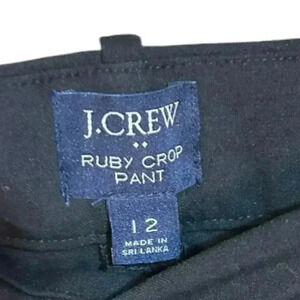 J.CREW
RUBY CROP
PANT
12
MADE IN
SRI LANKA